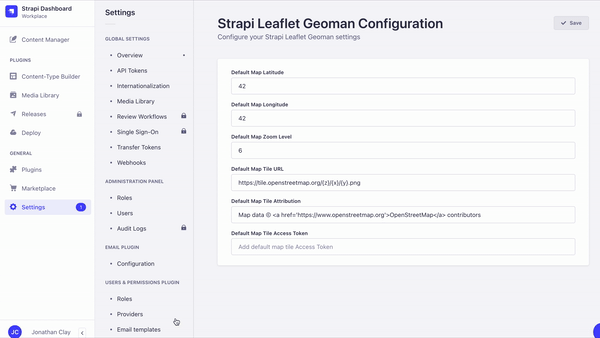 Strapi Dashboard
Workplace
Content Manager
PLUGINS
Content-Type Builder
Media Library
Releases
Deploy
GENERAL
Plugins
Marketplace
Settings
1
JC
Jonathan Clay
Settings
GLOBAL SETTINGS
Overview
API Tokens
Internationalization
Media Library
Review Workflows
Single Sign-On
Transfer Tokens
Webhooks
ADMINISTRATION PANEL
Roles
Users
Audit Logs
EMAIL PLUGIN
Configuration
USERS & PERMISSIONS PLUGIN
Roles
Providers
Email templates
Strapi Leaflet Geoman Configuration
Configure your Strapi Leaflet Geoman settings
Save
Default Map Latitude
42
Default Map Longitude
42
Default Map Zoom Level
6
Default Map Tile URL
https://tile.openstreetmap.org/{z}/{x}/{y}.png
Default Map Tile Attribution
Map data © <a href='https://www.openstreetmap.org'>OpenStreetMap</a> contributors
Default Map Tile Access Token
Add default map tile Access Token